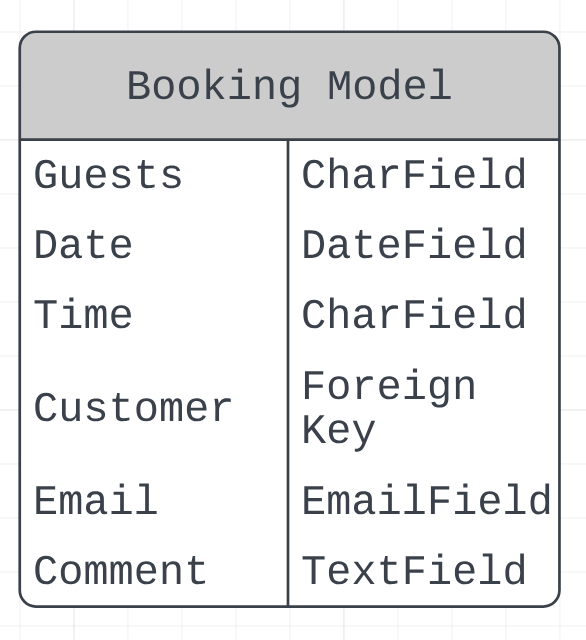 Booking Model
Guests CharField
Date DateField
Time CharField
Customer Foreign
Key
Email EmailField
Comment TextField